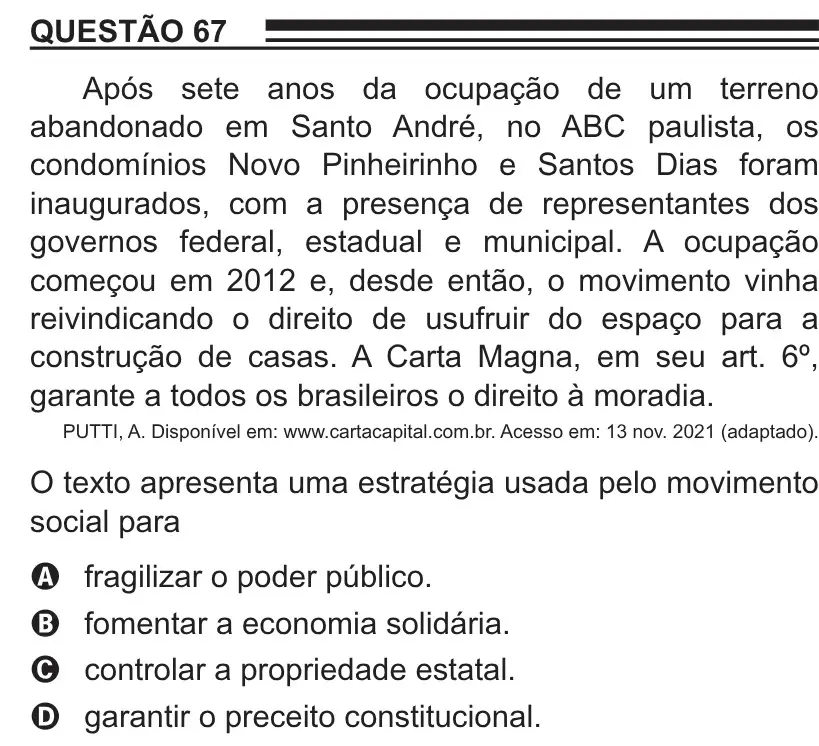 QUESTÃO 67
Após sete anos da ocupação de um terreno
abandonado em Santo André, no ABC paulista, os
condomínios Novo Pinheirinho e Santos Dias foram
inaugurados, com a presença de representantes dos
governos federal, estadual e municipal. A ocupação
começou em 2012 e, desde então, o movimento vinha
reivindicando o direito de usufruir do espaço para a
construção de casas. A Carta Magna, em seu art. 6º,
garante a todos os brasileiros o direito à moradia.
PUTTI, A. Disponível em: www.cartacapital.com.br. Acesso em: 13 nov. 2021 (adaptado).
O texto apresenta uma estratégia usada pelo movimento
social para
A fragilizar o poder público.
B fomentar a economia solidária.
C controlar a propriedade estatal.
D garantir o preceito constitucional.